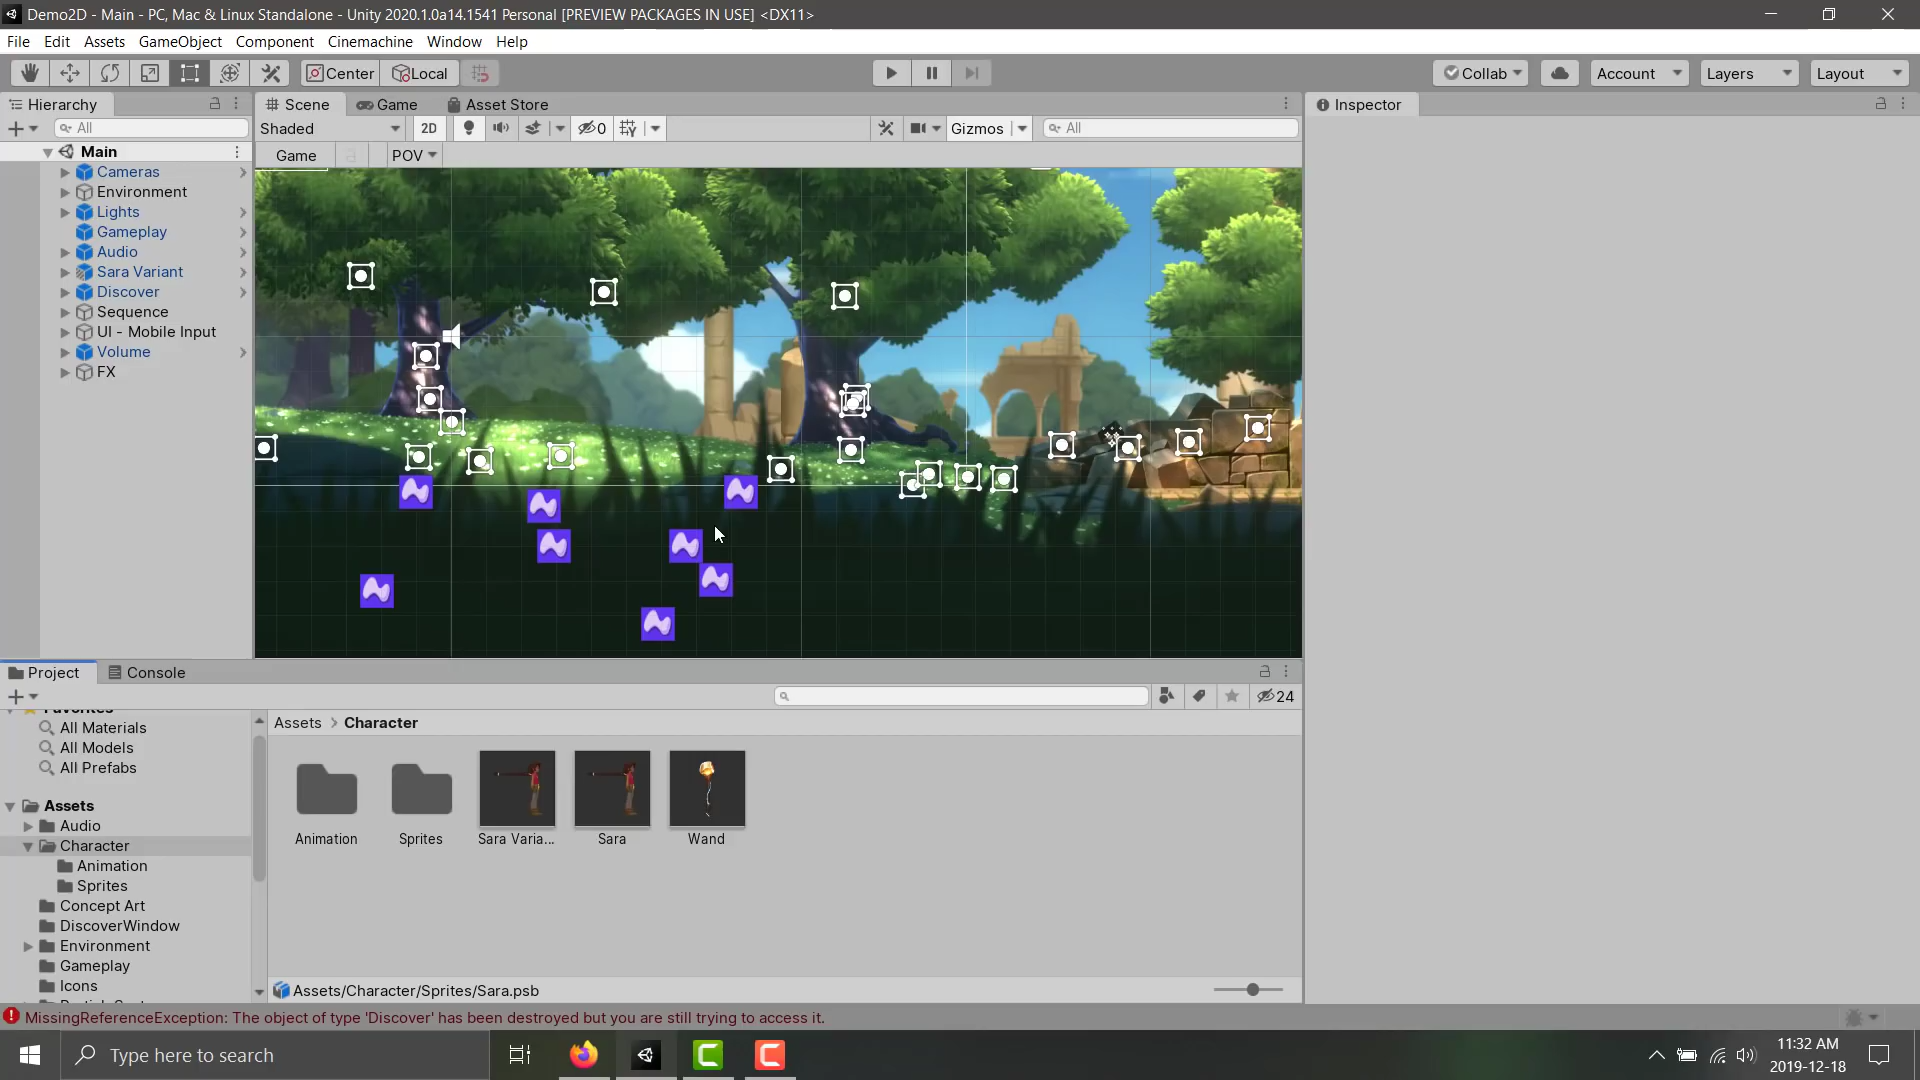 Demo2D - Main - PC, Mac & Linux Standalone - Unity 2020.1.0a14.1541 Personal [PREVIEW PACKAGES IN USE] <DX11>
File Edit Assets GameObject Component Cinemachine Window Help
Center Local Collab Account Layers Layout
Hierarchy
All
Main
Cameras
Environment
Lights
Gameplay
Audio
Sara Variant
Discover
Sequence
UI - Mobile Input
Volume
FX
Scene Game Asset Store
Shaded 2D 0 Gizmos All
Game POV
Inspector
Project Console
24
Favorites
All Materials
All Models
All Prefabs
Assets
Audio
Character
Animation
Sprites
Concept Art
DiscoverWindow
Environment
Gameplay
Icons
Assets > Character
Animation Sprites Sara Varia... Sara Wand
Assets/Character/Sprites/Sara.psb
MissingReferenceException: The object of type 'Discover' has been destroyed but you are still trying to access it.
Type here to search
11:32 AM
2019-12-18